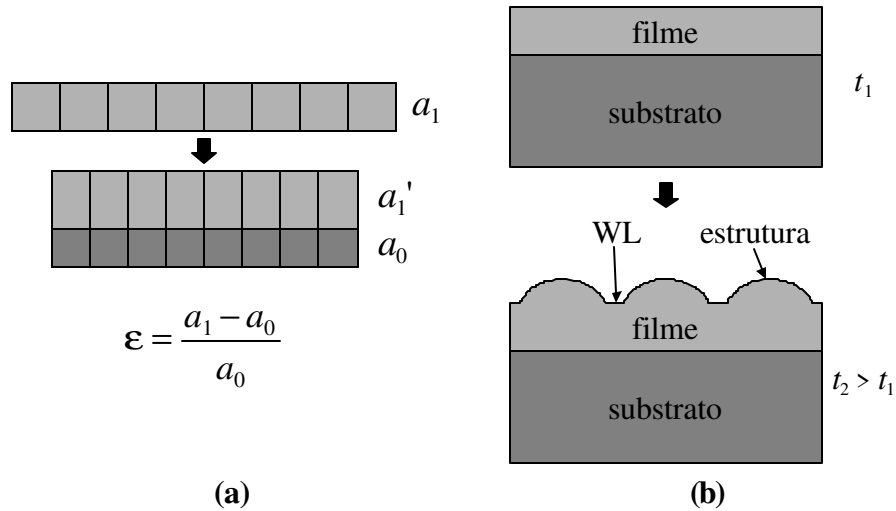 a₁
a₁'
a₀
ε = (a₁ − a₀) / a₀
(a)
filme
substrato
t₁
WL
estrutura
filme
substrato
t₂ > t₁
(b)